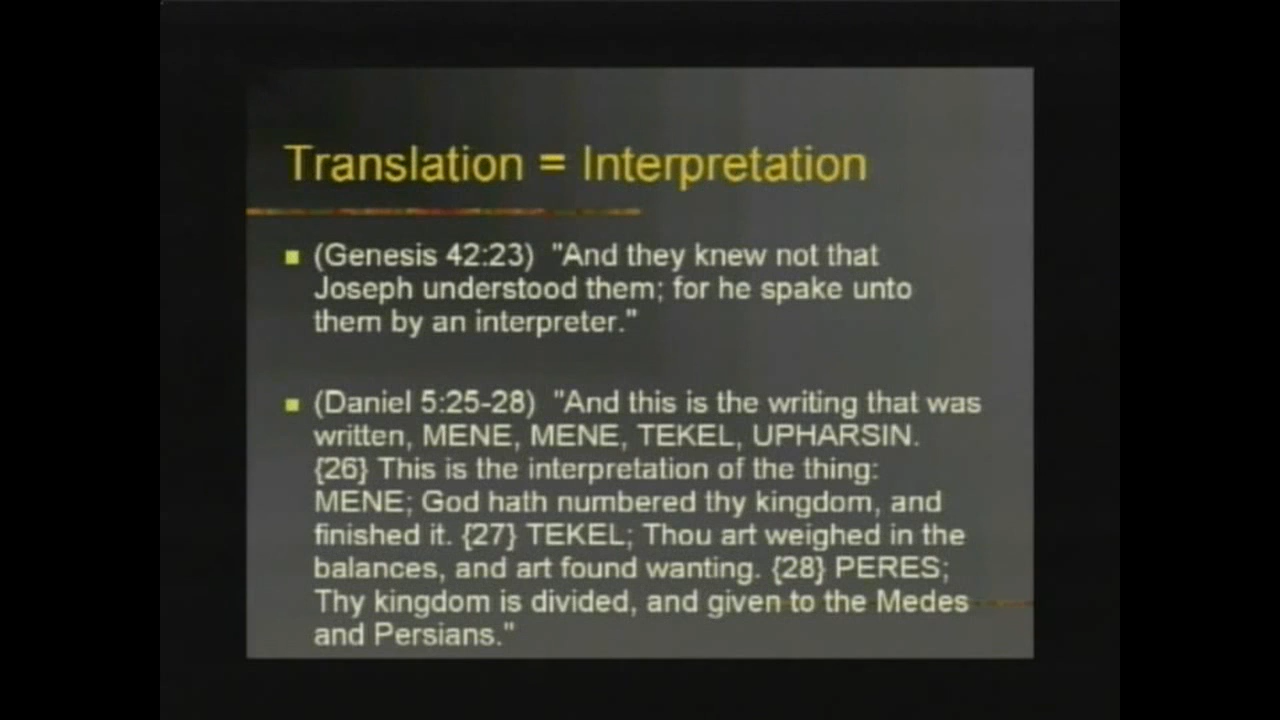 Translation = Interpretation
(Genesis 42:23) "And they knew not that
Joseph understood them; for he spake unto
them by an interpreter."
(Daniel 5:25-28) "And this is the writing that was
written, MENE, MENE, TEKEL, UPHARSIN.
{26} This is the interpretation of the thing:
MENE; God hath numbered thy kingdom, and
finished it. {27} TEKEL; Thou art weighed in the
balances, and art found wanting. {28} PERES;
Thy kingdom is divided, and given to the Medes
and Persians."